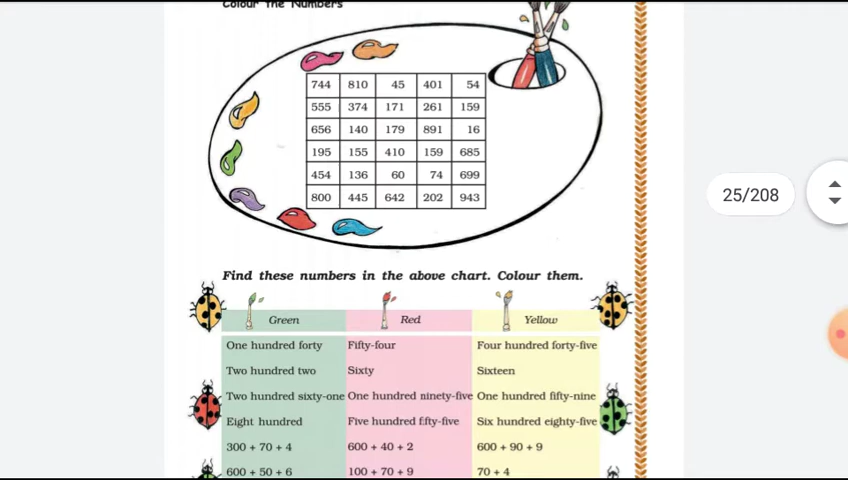 Colour the Numbers
744 810 45 401 54
555 374 171 261 159
656 140 179 891 16
195 155 410 159 685
454 136 60 74 699
800 445 642 202 943
25/208
Find these numbers in the above chart. Colour them.
Green Red Yellow
One hundred forty Fifty-four Four hundred forty-five
Two hundred two Sixty Sixteen
Two hundred sixty-one One hundred ninety-five One hundred fifty-nine
Eight hundred Five hundred fifty-five Six hundred eighty-five
300 + 70 + 4 600 + 40 + 2 600 + 90 + 9
600 + 50 + 6 100 + 70 + 9 70 + 4